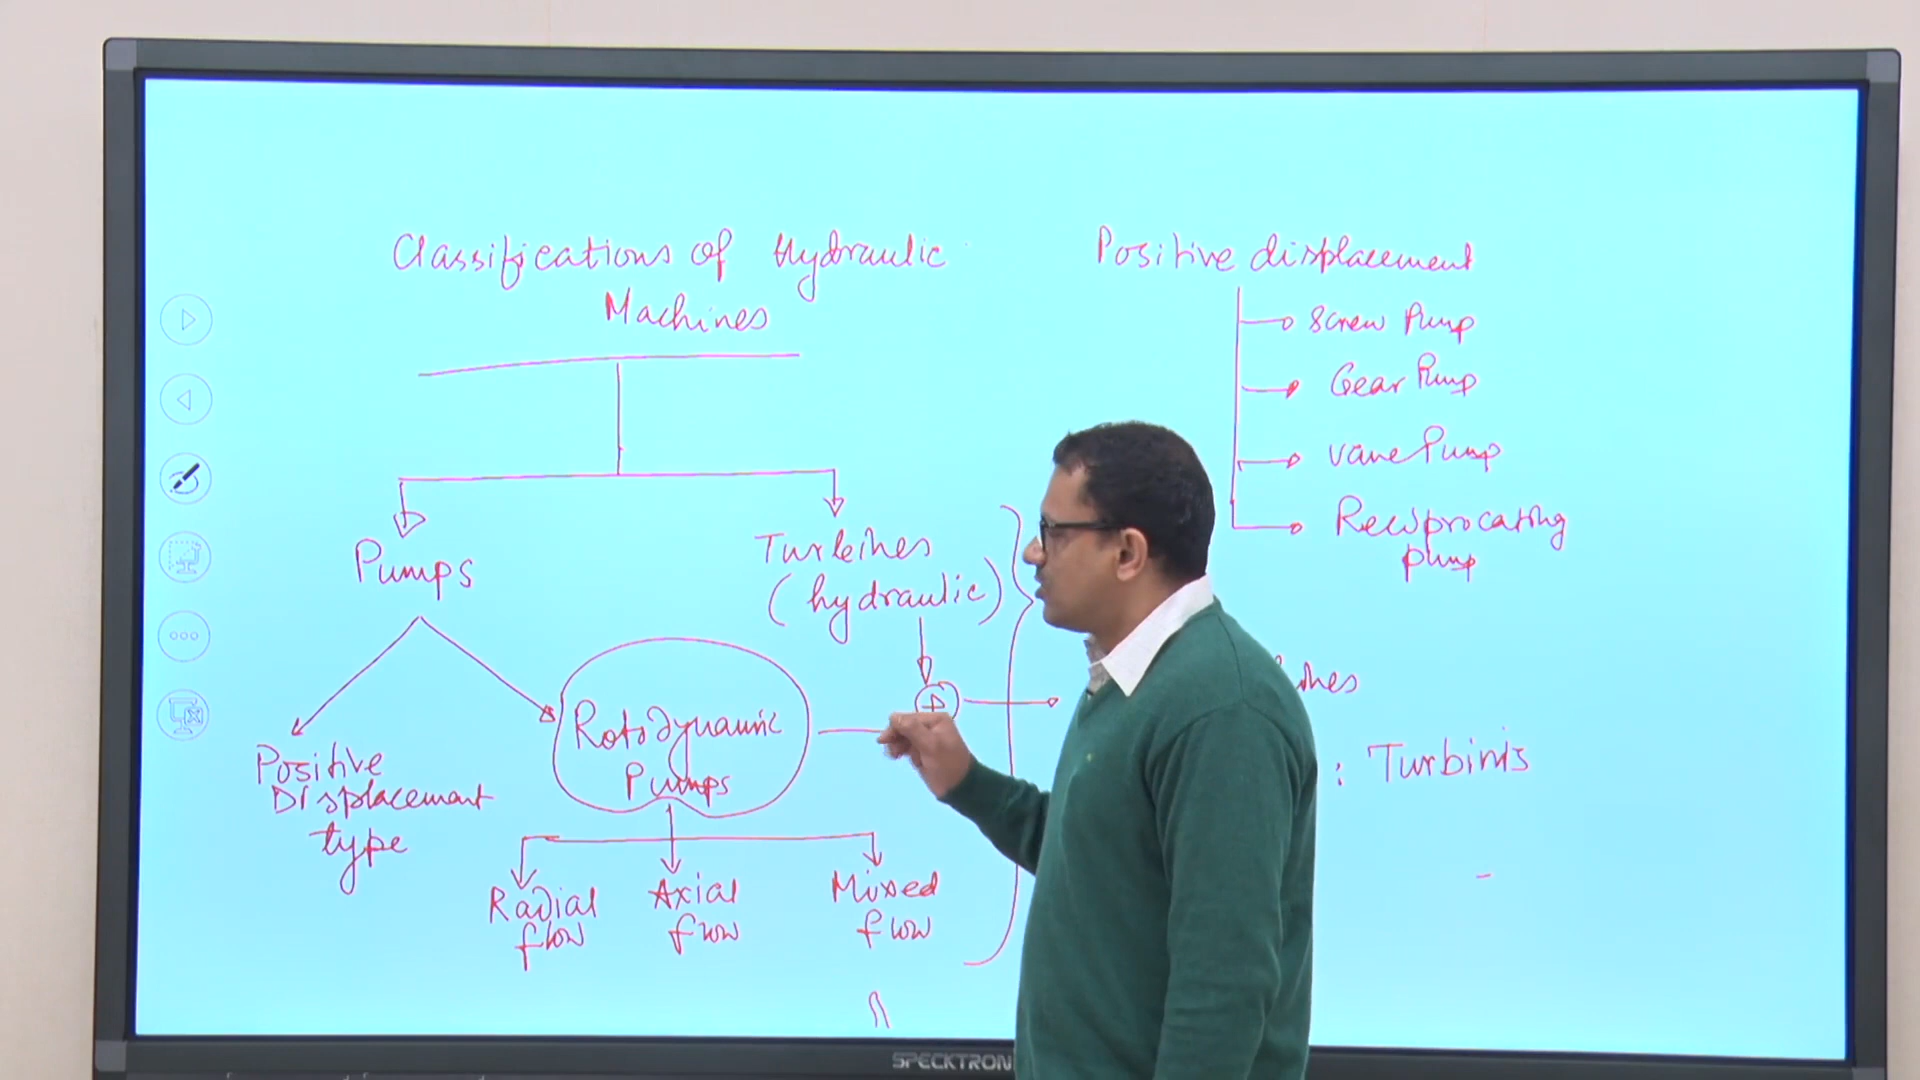 Classifications of Hydraulic
Machines
Pumps
Turbines
(hydraulic)
Positive
Displacement
type
Rotodynamic
Pumps
Radial
flow
Axial
flow
Mixed
flow
Positive displacement
Screw Pump
Gear Pump
Vane Pump
Reciprocating
pump
: Turbines
SPECKTRON